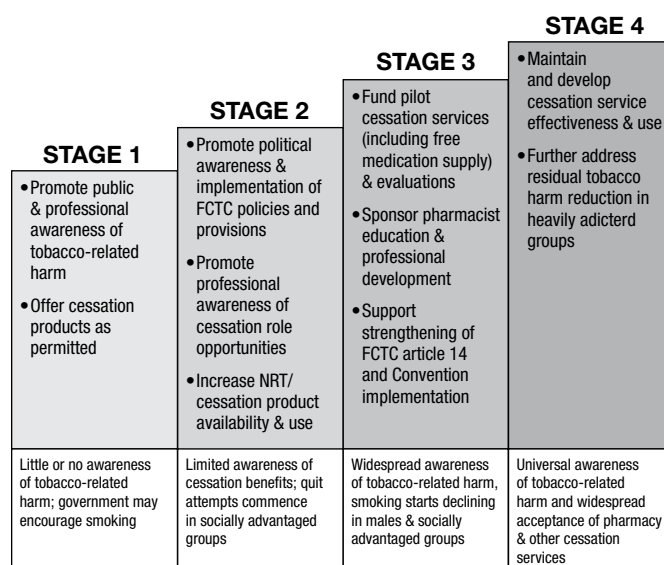 STAGE 1
• Promote public
& professional
awareness of
tobacco-related
harm
• Offer cessation
products as
permitted
Little or no awareness
of tobacco-related
harm; government may
encourage smoking
STAGE 2
• Promote political
awareness &
implementation of
FCTC policies and
provisions
• Promote
professional
awareness of
cessation role
opportunities
• Increase NRT/
cessation product
availability & use
Limited awareness of
cessation benefits; quit
attempts commence
in socially advantaged
groups
STAGE 3
• Fund pilot
cessation services
(including free
medication supply)
& evaluations
• Sponsor pharmacist
education &
professional
development
• Support
strengthening of
FCTC article 14
and Convention
implementation
Widespread awareness
of tobacco-related harm,
smoking starts declining
in males & socially
advantaged groups
STAGE 4
• Maintain
and develop
cessation service
effectiveness & use
• Further address
residual tobacco
harm reduction in
heavily adicterd
groups
Universal awareness
of tobacco-related
harm and widespread
acceptance of pharmacy
& other cessation
services